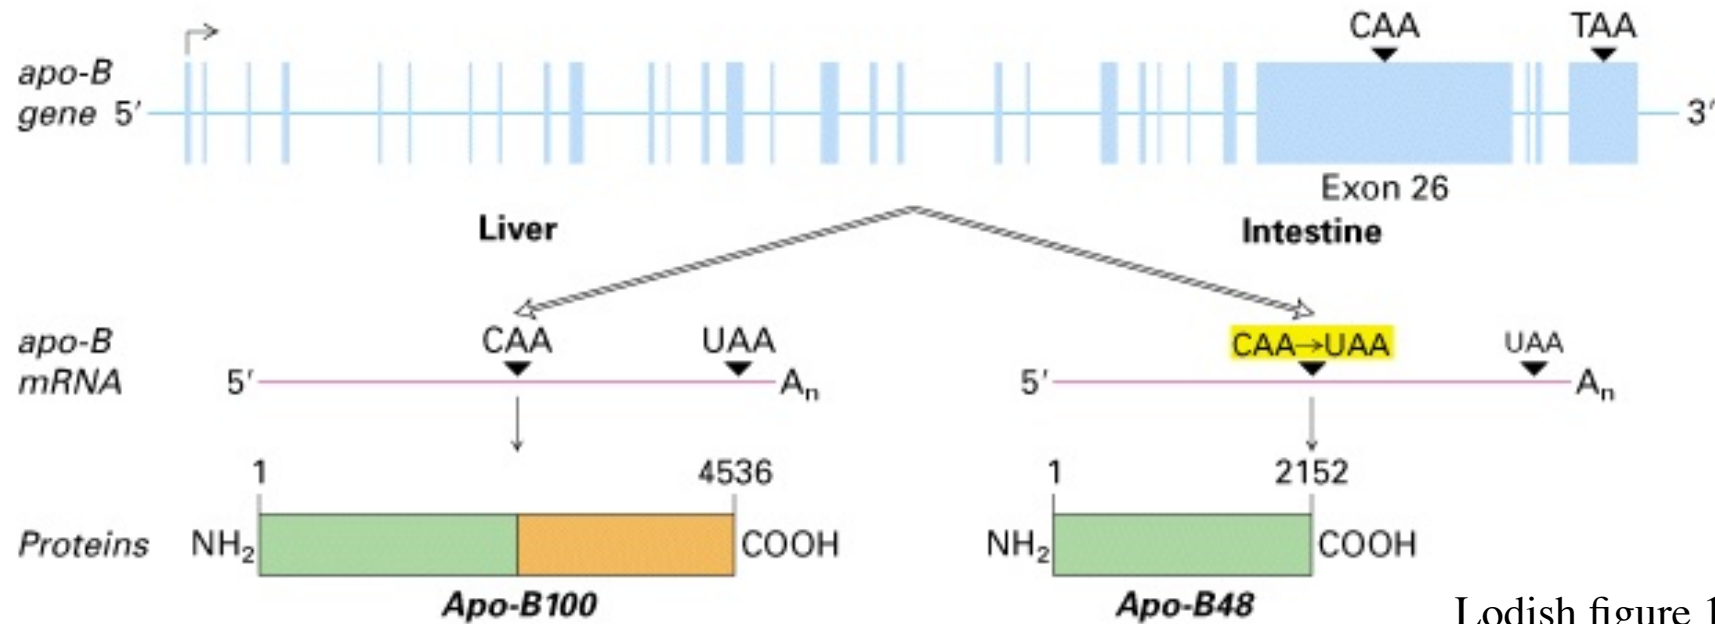 CAA TAA
apo-B
gene 5′ 3′
Exon 26
Liver Intestine
apo-B CAA UAA CAA→UAA UAA
mRNA 5′ Aₙ 5′ Aₙ
1 4536 1 2152
Proteins NH₂ COOH NH₂ COOH
Apo-B100 Apo-B48
Lodish figure 1